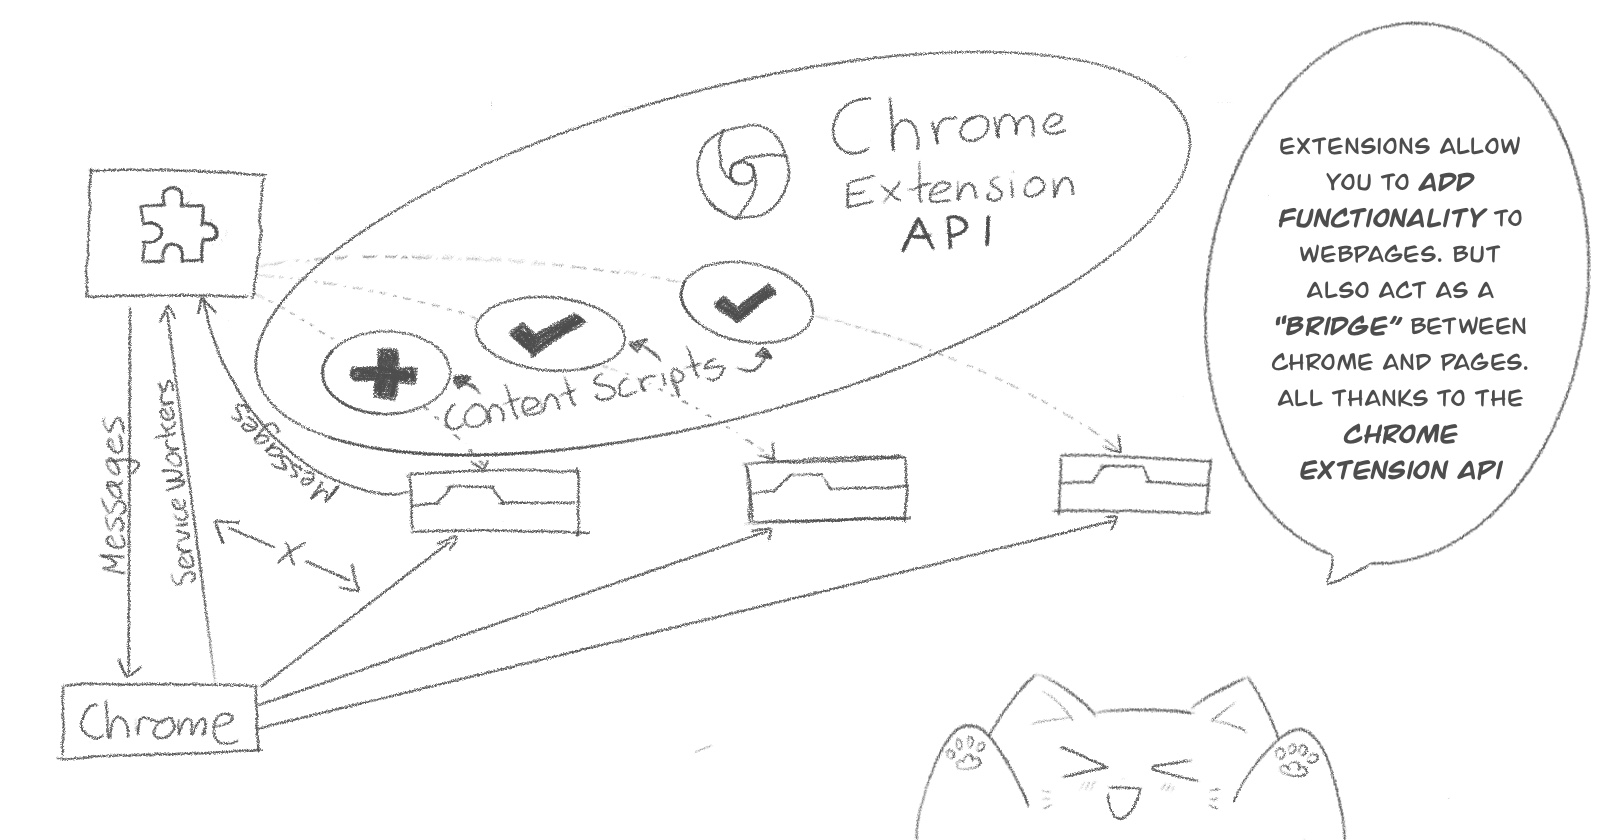 Chrome
Extension
API
Content Scripts
Messages
Messages
Service Workers
X
Chrome
EXTENSIONS ALLOW
YOU TO ADD
FUNCTIONALITY TO
WEBPAGES. BUT
ALSO ACT AS A
"BRIDGE" BETWEEN
CHROME AND PAGES.
ALL THANKS TO THE
CHROME
EXTENSION API